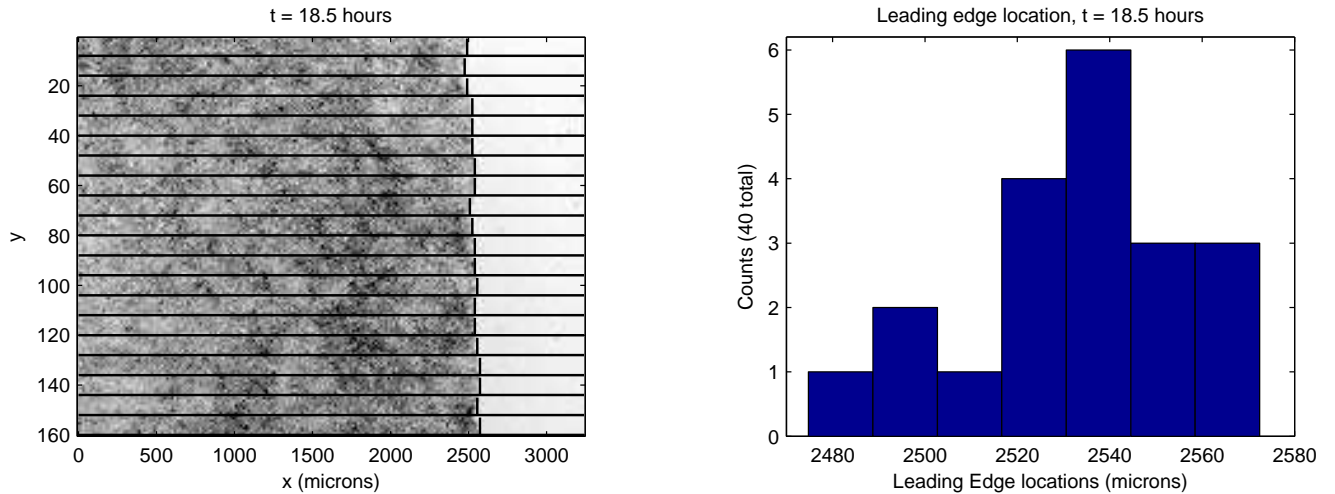 t = 18.5 hours
y
20
40
60
80
100
120
140
160
0 500 1000 1500 2000 2500 3000
x (microns)
Leading edge location, t = 18.5 hours
Counts (40 total)
6
5
4
3
2
1
0
2480 2500 2520 2540 2560 2580
Leading Edge locations (microns)